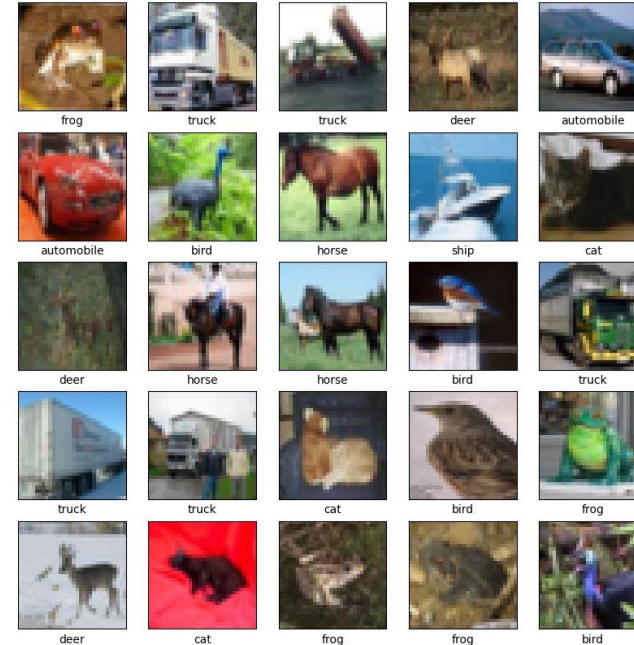 frog truck truck deer automobile
automobile bird horse ship cat
deer horse horse bird truck
truck truck cat bird frog
deer cat frog frog bird